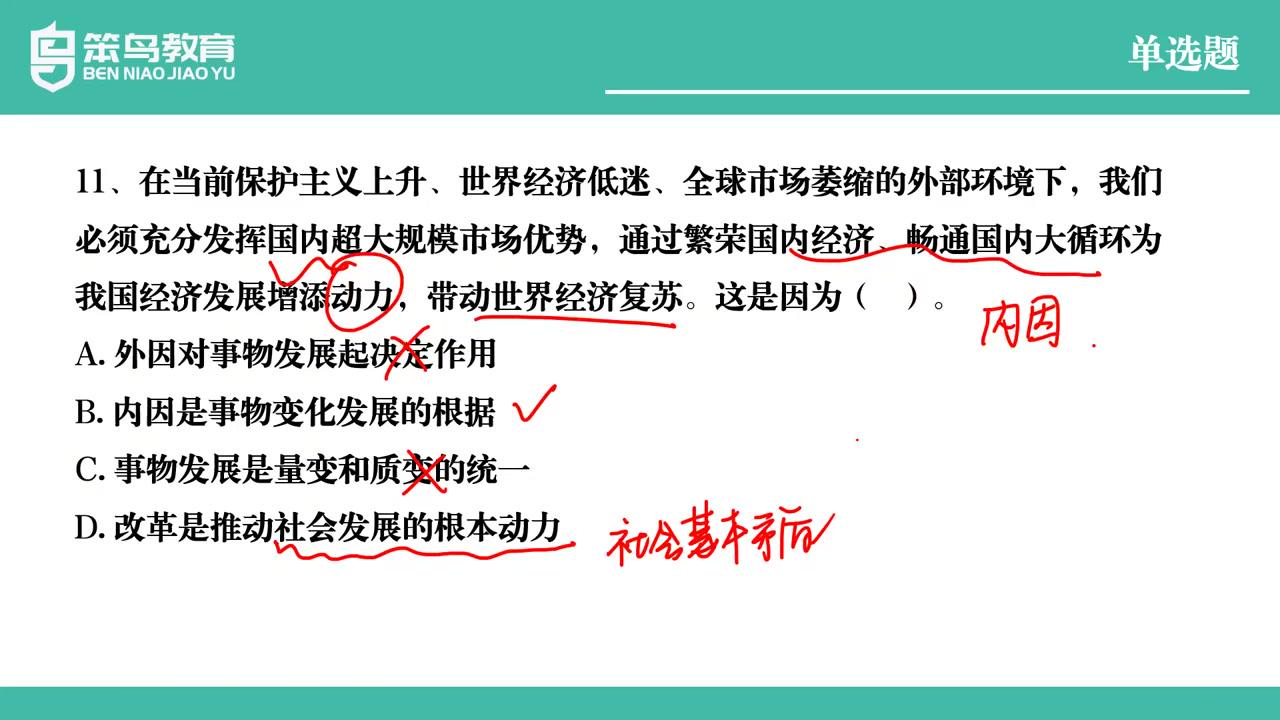 笨鸟教育
BEN NIAO JIAO YU
单选题
11、在当前保护主义上升、世界经济低迷、全球市场萎缩的外部环境下，我们
必须充分发挥国内超大规模市场优势，通过繁荣国内经济、畅通国内大循环为
我国经济发展增添动力，带动世界经济复苏。这是因为（　）。
内因
A. 外因对事物发展起决定作用
B. 内因是事物变化发展的根据
C. 事物发展是量变和质变的统一
D. 改革是推动社会发展的根本动力
社会基本矛盾